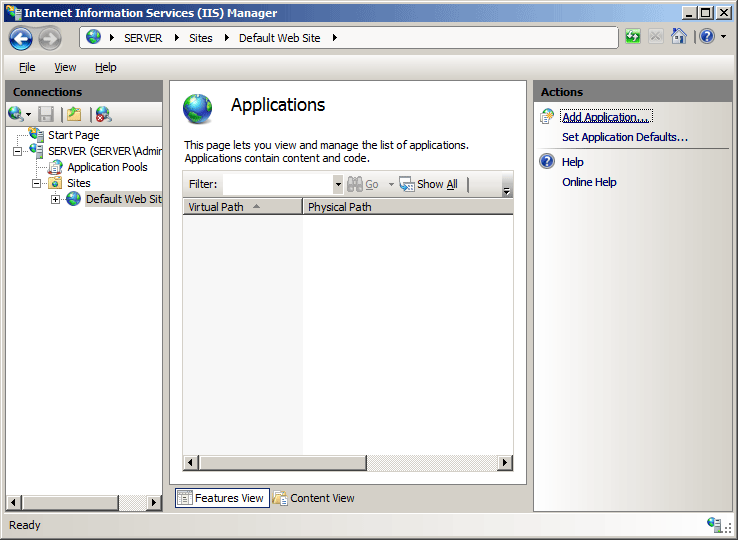 Internet Information Services (IIS) Manager
SERVER Sites Default Web Site
File View Help
Connections
Start Page
SERVER (SERVER\Admir
Application Pools
Sites
Default Web Sit
Applications
This page lets you view and manage the list of applications.
Applications contain content and code.
Filter: Go Show All
Virtual Path Physical Path
Features View Content View
Actions
Add Application...
Set Application Defaults...
Help
Online Help
Ready